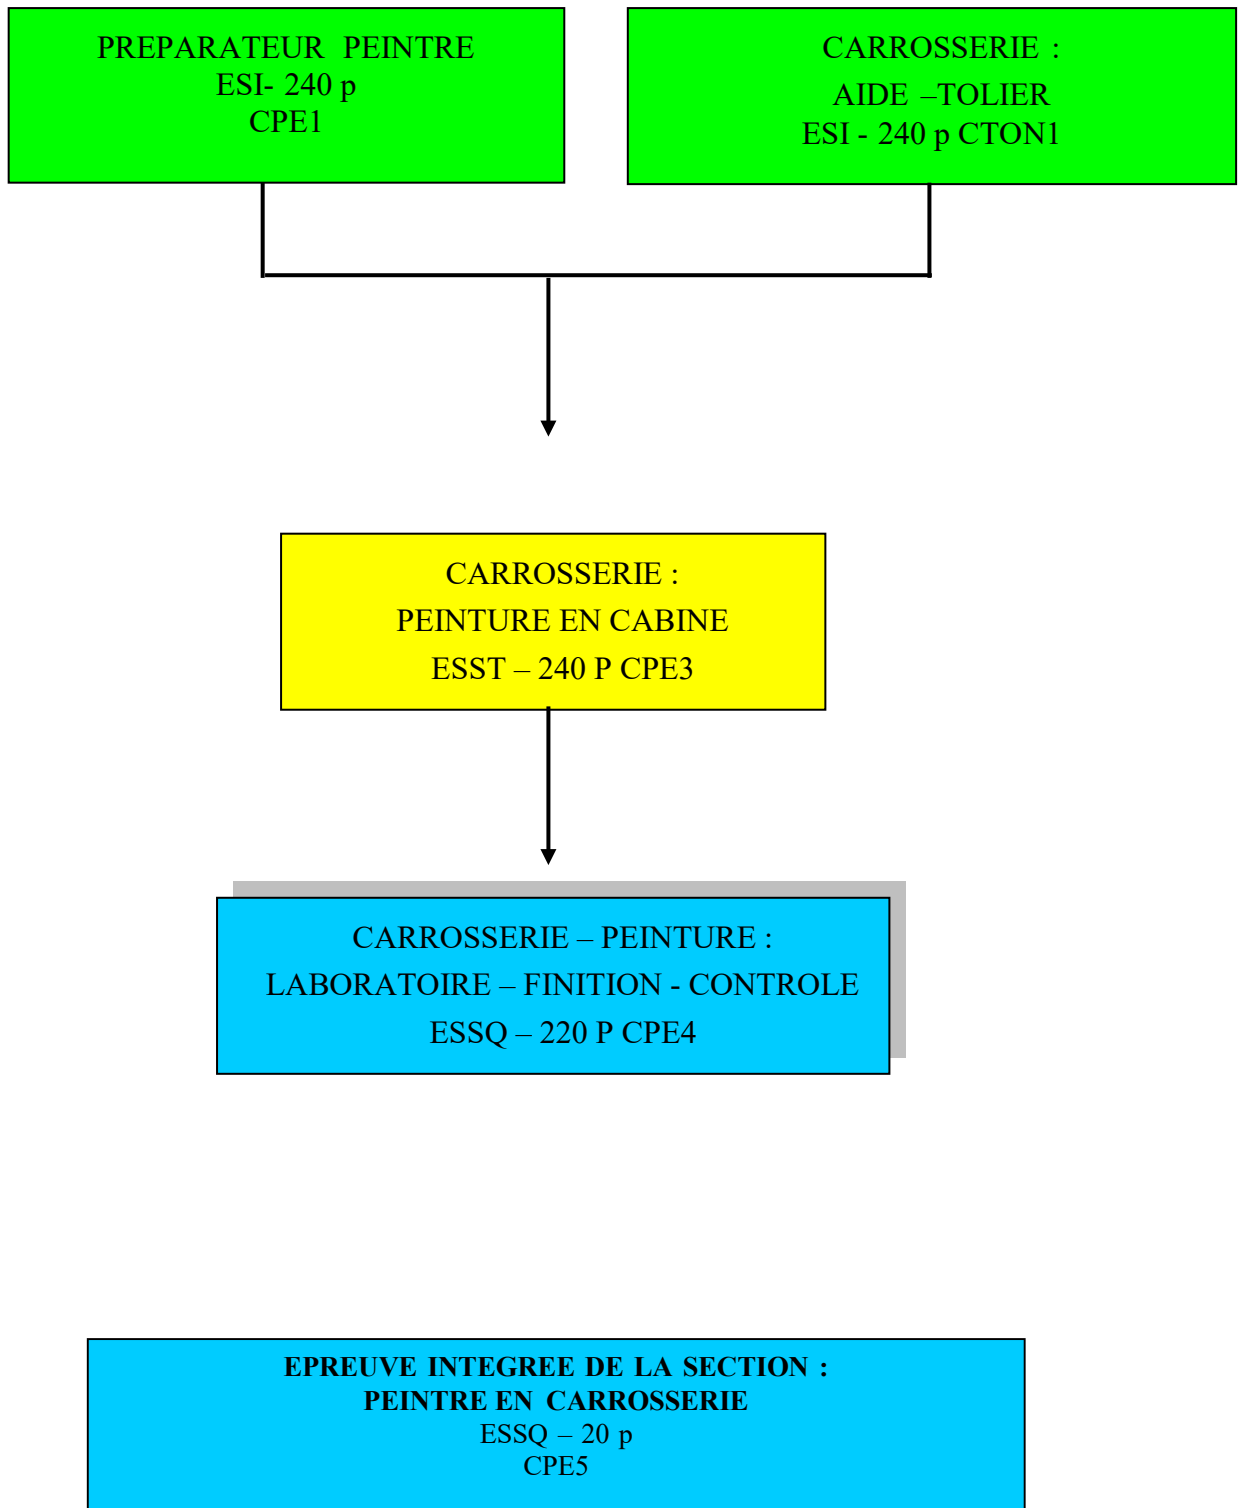 PREPARATEUR PEINTRE
ESI- 240 p
CPE1
CARROSSERIE :
AIDE –TOLIER
ESI - 240 p CTON1
CARROSSERIE :
PEINTURE EN CABINE
ESST – 240 P CPE3
CARROSSERIE – PEINTURE :
LABORATOIRE – FINITION - CONTROLE
ESSQ – 220 P CPE4
EPREUVE INTEGREE DE LA SECTION :
PEINTRE EN CARROSSERIE
ESSQ – 20 p
CPE5